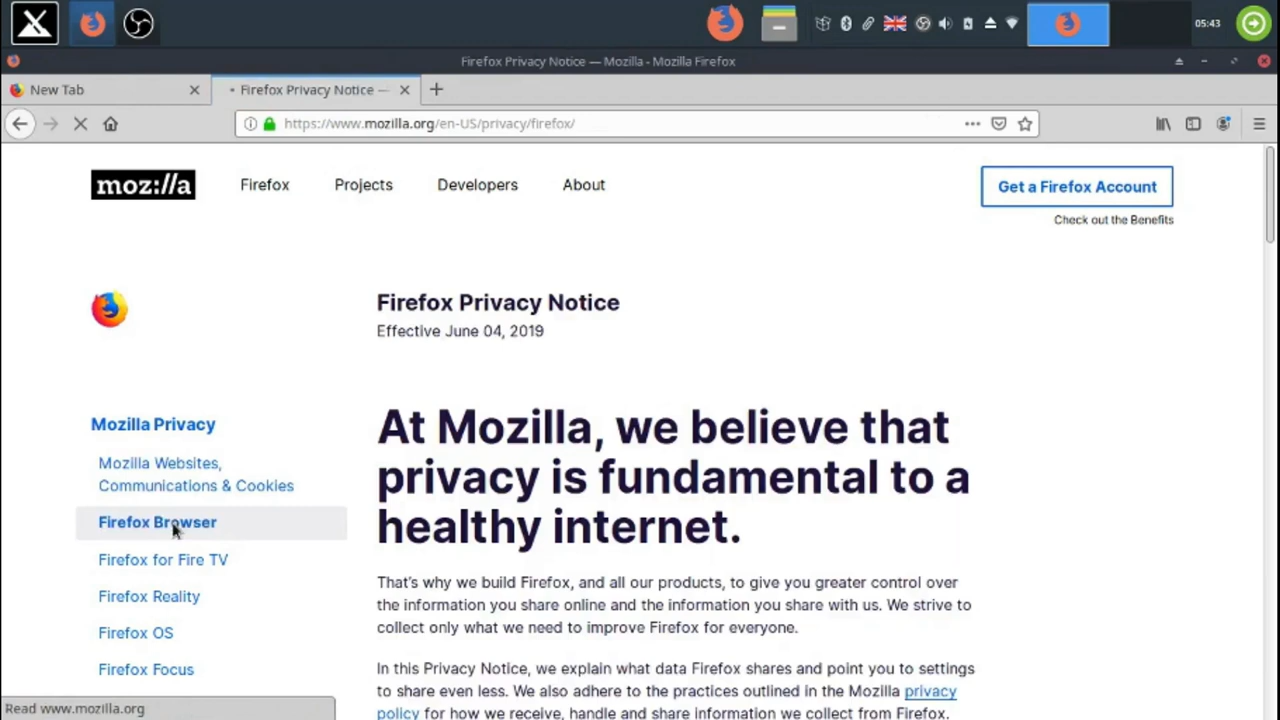 05:43
Firefox Privacy Notice — Mozilla - Mozilla Firefox
New Tab
Firefox Privacy Notice —
https://www.mozilla.org/en-US/privacy/firefox/
moz://a
Firefox
Projects
Developers
About
Get a Firefox Account
Check out the Benefits
Firefox Privacy Notice
Effective June 04, 2019
Mozilla Privacy
Mozilla Websites,
Communications & Cookies
Firefox Browser
Firefox for Fire TV
Firefox Reality
Firefox OS
Firefox Focus
At Mozilla, we believe that
privacy is fundamental to a
healthy internet.
That's why we build Firefox, and all our products, to give you greater control over
the information you share online and the information you share with us. We strive to
collect only what we need to improve Firefox for everyone.
In this Privacy Notice, we explain what data Firefox shares and point you to settings
to share even less. We also adhere to the practices outlined in the Mozilla privacy
policy for how we receive, handle and share information we collect from Firefox.
Read www.mozilla.org